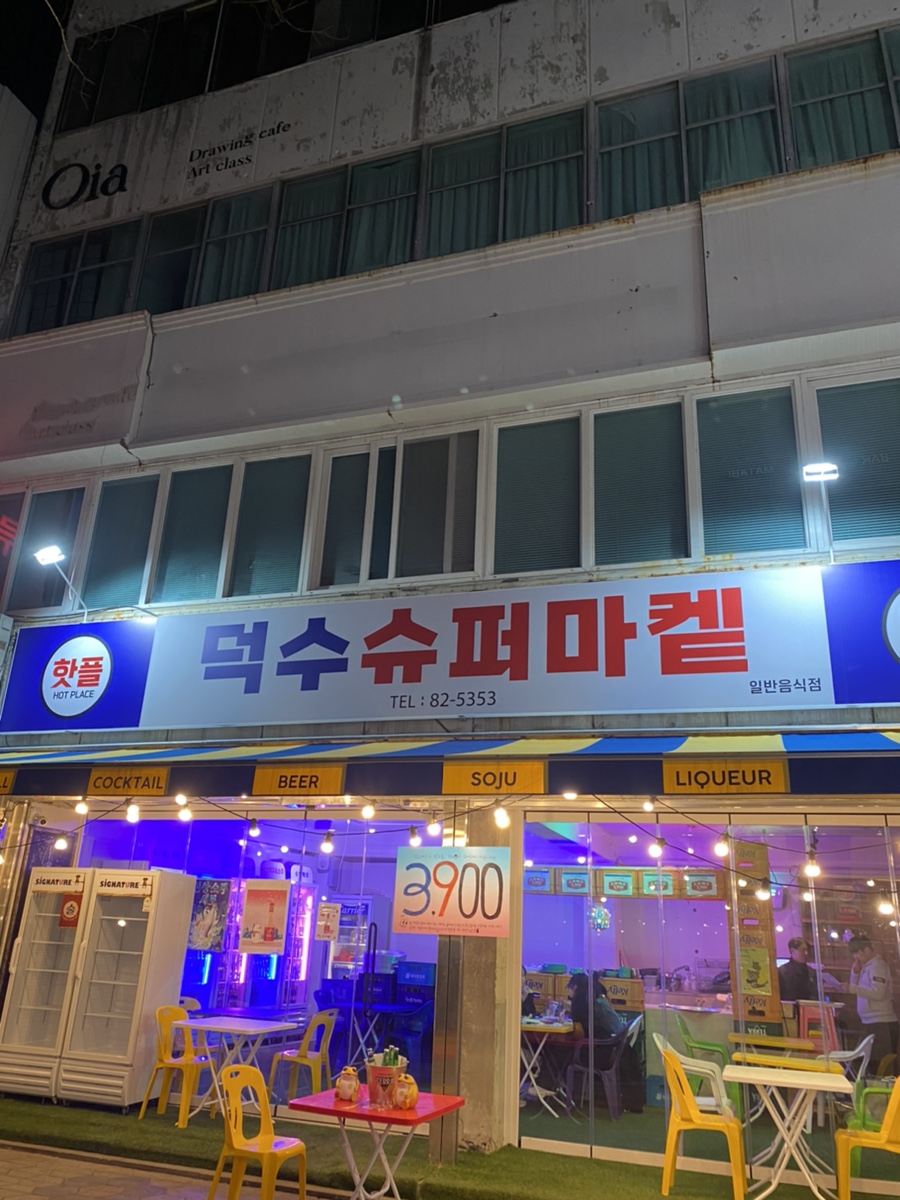 Oia
Drawing cafe
Art class
핫플
HOT PLACE
덕수슈퍼마켙
TEL : 82-5353
일반음식점
COCKTAIL
BEER
SOJU
LIQUEUR
SIGNATURE
SIGNATURE
3.900